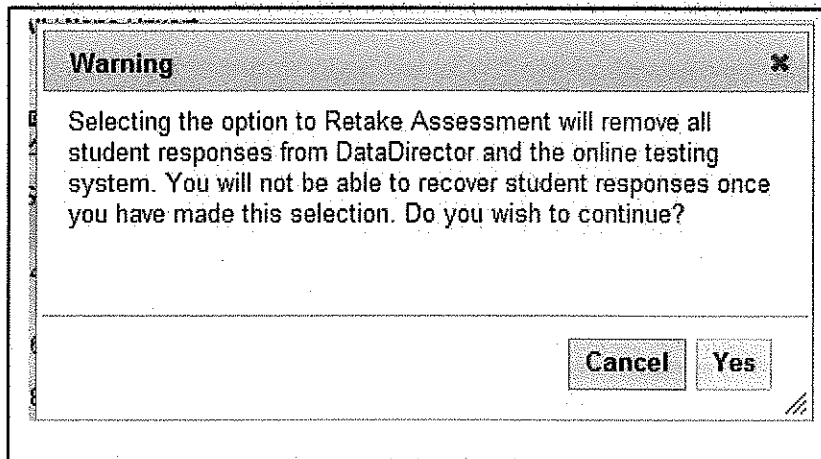 Warning
Selecting the option to Retake Assessment will remove all
student responses from DataDirector and the online testing
system. You will not be able to recover student responses once
you have made this selection. Do you wish to continue?
Cancel Yes